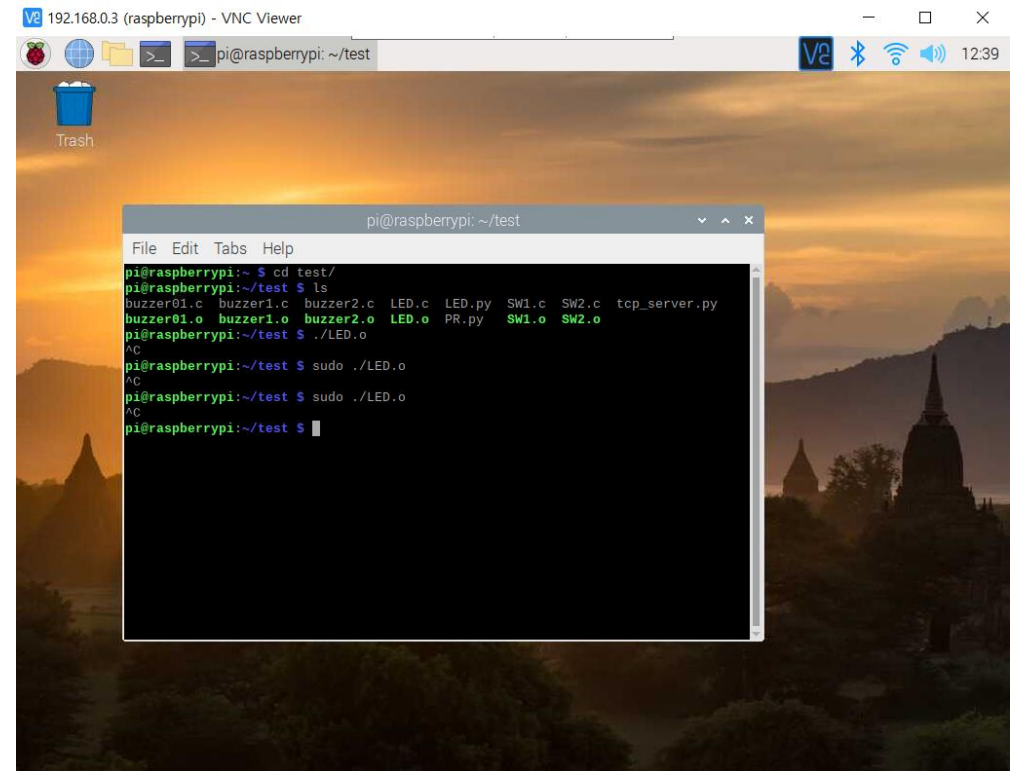 192.168.0.3 (raspberrypi) - VNC Viewer
pi@raspberrypi: ~/test
12:39
Trash
pi@raspberrypi: ~/test
File Edit Tabs Help
pi@raspberrypi:~ $ cd test/
pi@raspberrypi:~/test $ ls
buzzer01.c buzzer1.c buzzer2.c LED.c LED.py SW1.c SW2.c tcp_server.py
buzzer01.o buzzer1.o buzzer2.o LED.o PR.py SW1.o SW2.o
pi@raspberrypi:~/test $ ./LED.o
^C
pi@raspberrypi:~/test $ sudo ./LED.o
^C
pi@raspberrypi:~/test $ sudo ./LED.o
^C
pi@raspberrypi:~/test $